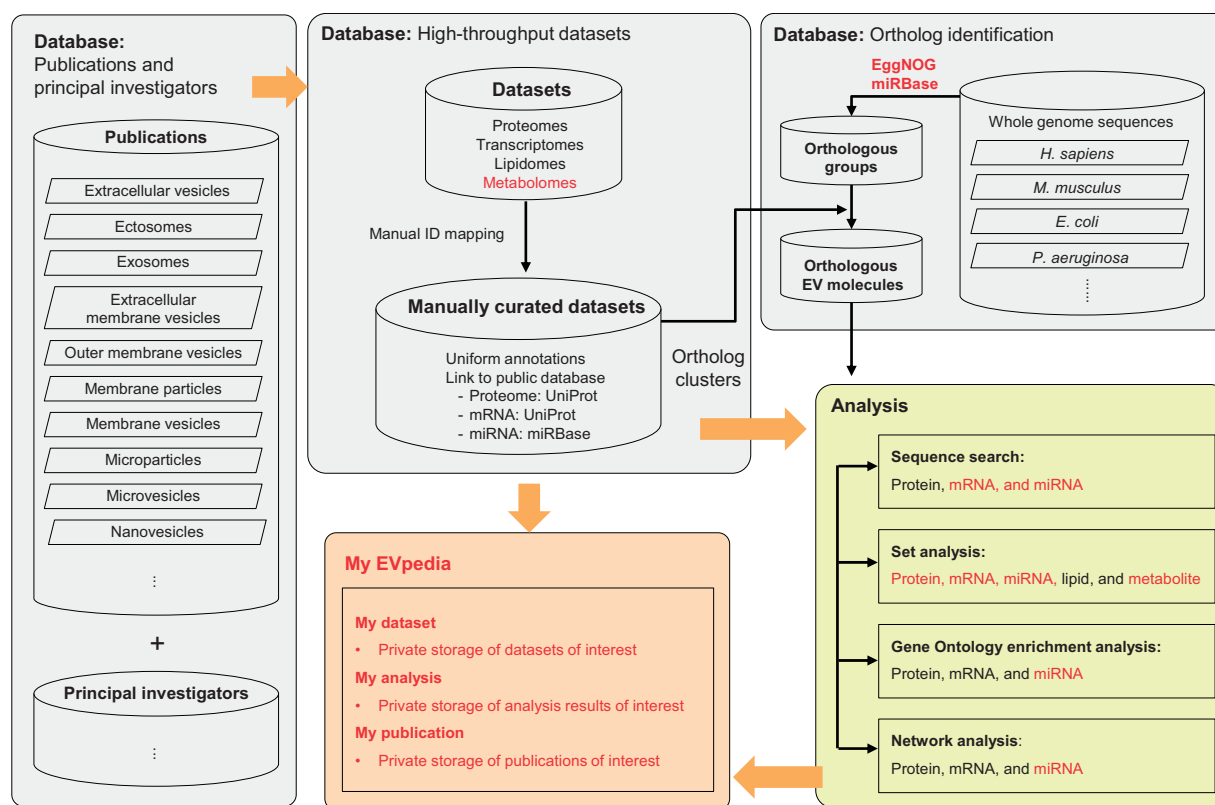 Database:
Publications and
principal investigators
Publications
Extracellular vesicles
Ectosomes
Exosomes
Extracellular
membrane vesicles
Outer membrane vesicles
Membrane particles
Membrane vesicles
Microparticles
Microvesicles
Nanovesicles
⋮
+
Principal investigators
⋮
Database: High-throughput datasets
Datasets
Proteomes
Transcriptomes
Lipidomes
Metabolomes
Manual ID mapping
Manually curated datasets
Uniform annotations
Link to public database
- Proteome: UniProt
- mRNA: UniProt
- miRNA: miRBase
Ortholog
clusters
Database: Ortholog identification
EggNOG
miRBase
Orthologous
groups
Orthologous
EV molecules
Whole genome sequences
H. sapiens
M. musculus
E. coli
P. aeruginosa
⋮
My EVpedia
My dataset
• Private storage of datasets of interest
My analysis
• Private storage of analysis results of interest
My publication
• Private storage of publications of interest
Analysis
Sequence search:
Protein, mRNA, and miRNA
Set analysis:
Protein, mRNA, miRNA, lipid, and metabolite
Gene Ontology enrichment analysis:
Protein, mRNA, and miRNA
Network analysis:
Protein, mRNA, and miRNA